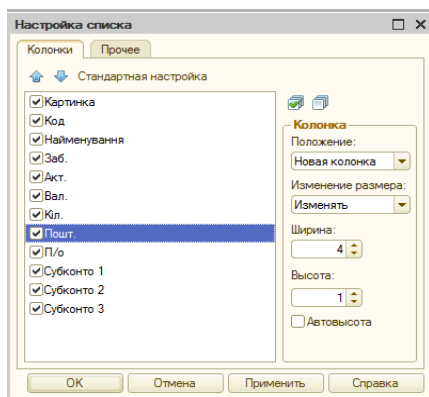 Настройка списка
Колонки Прочее
Стандартная настройка
Картинка
Код
Найменування
Заб.
Акт.
Вал.
Кіл.
Пошт.
П/о
Субконто 1
Субконто 2
Субконто 3
Колонка
Положение:
Новая колонка
Изменение размера:
Изменять
Ширина:
4
Высота:
1
Автовысота
OK Отмена Применить Справка